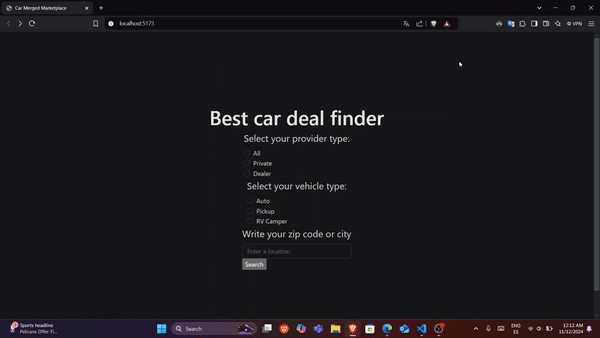 Car Merged Marketplace
localhost:5173
VPN
Best car deal finder
Select your provider type:
All
Private
Dealer
Select your vehicle type:
Auto
Pickup
RV Camper
Write your zip code or city
Enter a location
Search
Sports headline
Pelicans Offer Ti...
Search
ENG
ES
12:12 AM
11/12/2024